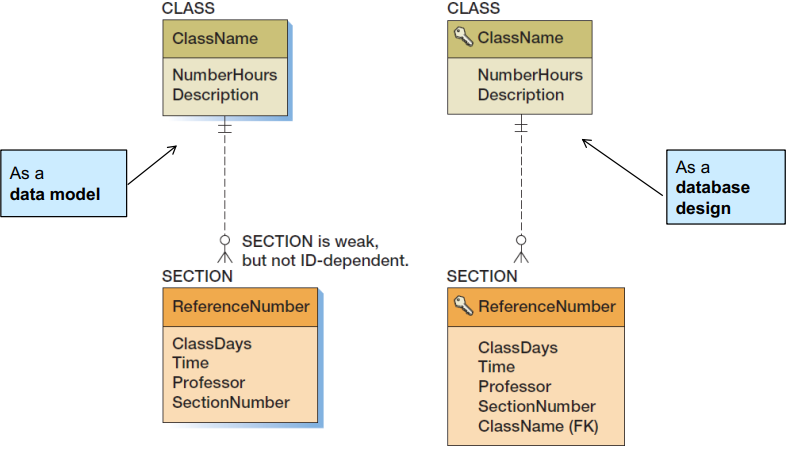 CLASS
ClassName
NumberHours
Description
As a
data model
SECTION is weak,
but not ID-dependent.
SECTION
ReferenceNumber
ClassDays
Time
Professor
SectionNumber
CLASS
ClassName
NumberHours
Description
As a
database
design
SECTION
ReferenceNumber
ClassDays
Time
Professor
SectionNumber
ClassName (FK)